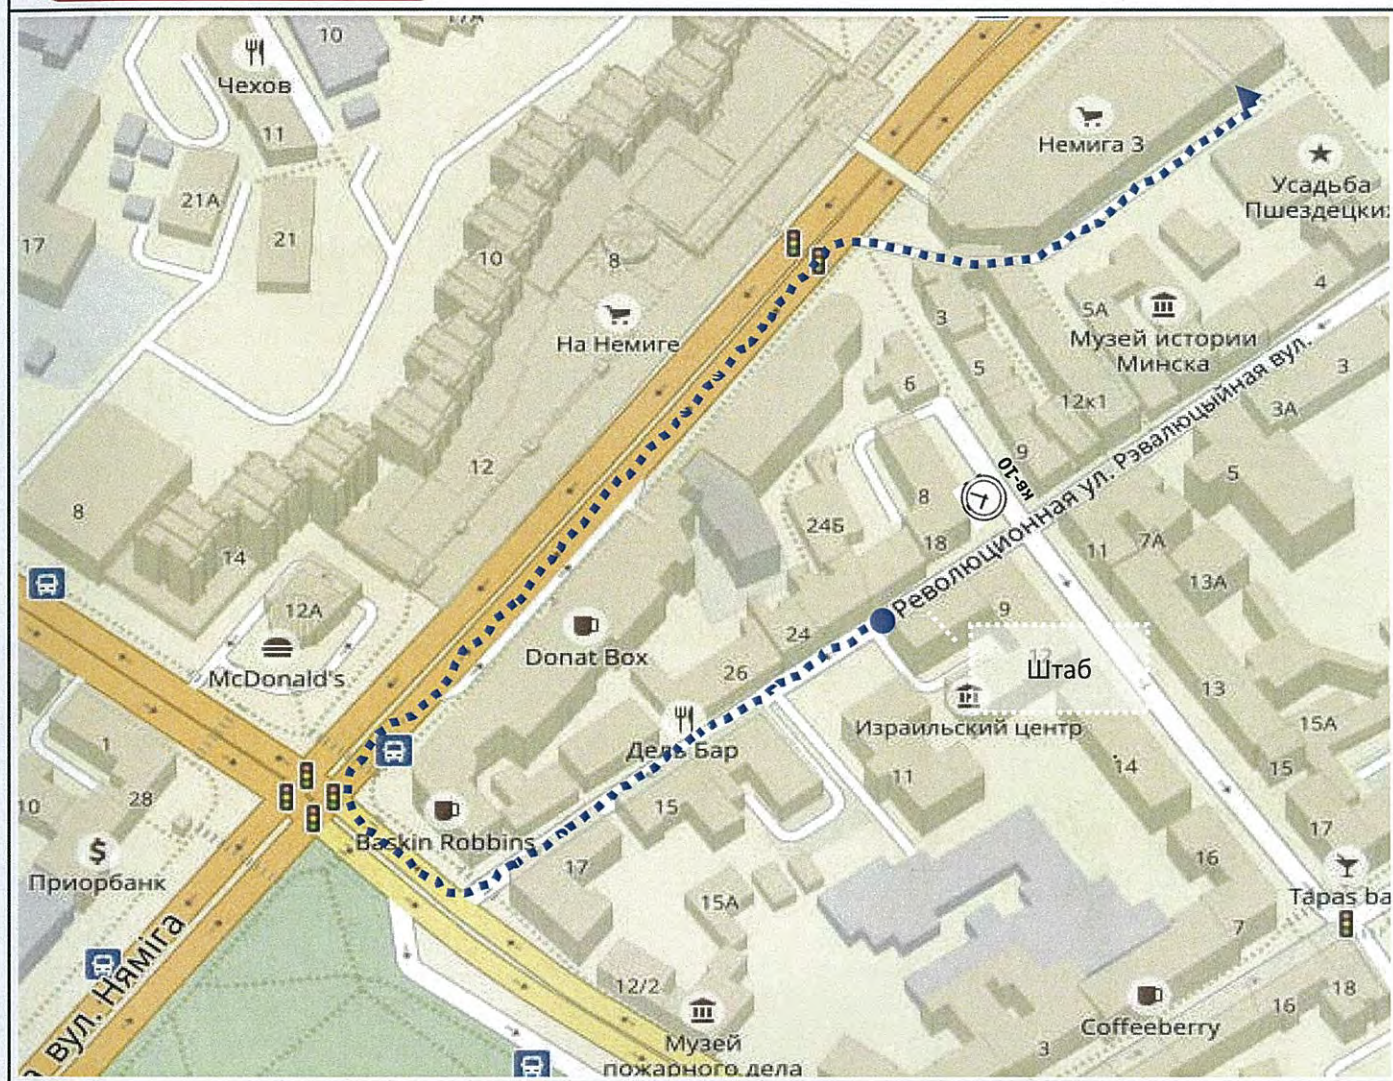 17А
10
Чехов
11
21А
21
17
Немига 3
Усадьба
Пшездецких
10
8
На Немиге
3
5А
4
Музей истории
Минска
5
6
12к1
3
3А
9
кв-10
Революционная ул. Рэвалюцыйная вул.
5
12
8
8
24Б
18
11
7А
13А
14
12А
McDonald's
Donat Box
24
9
26
12
Штаб
13
Израильский центр
15А
Дель Бар
1
28
10
11
14
15
15
Baskin Robbins
17
Приорбанк
17
16
15А
Tapas ba
7
вул. Няміга
12/2
18
16
Музей
пожарного дела
Coffeeberry
3